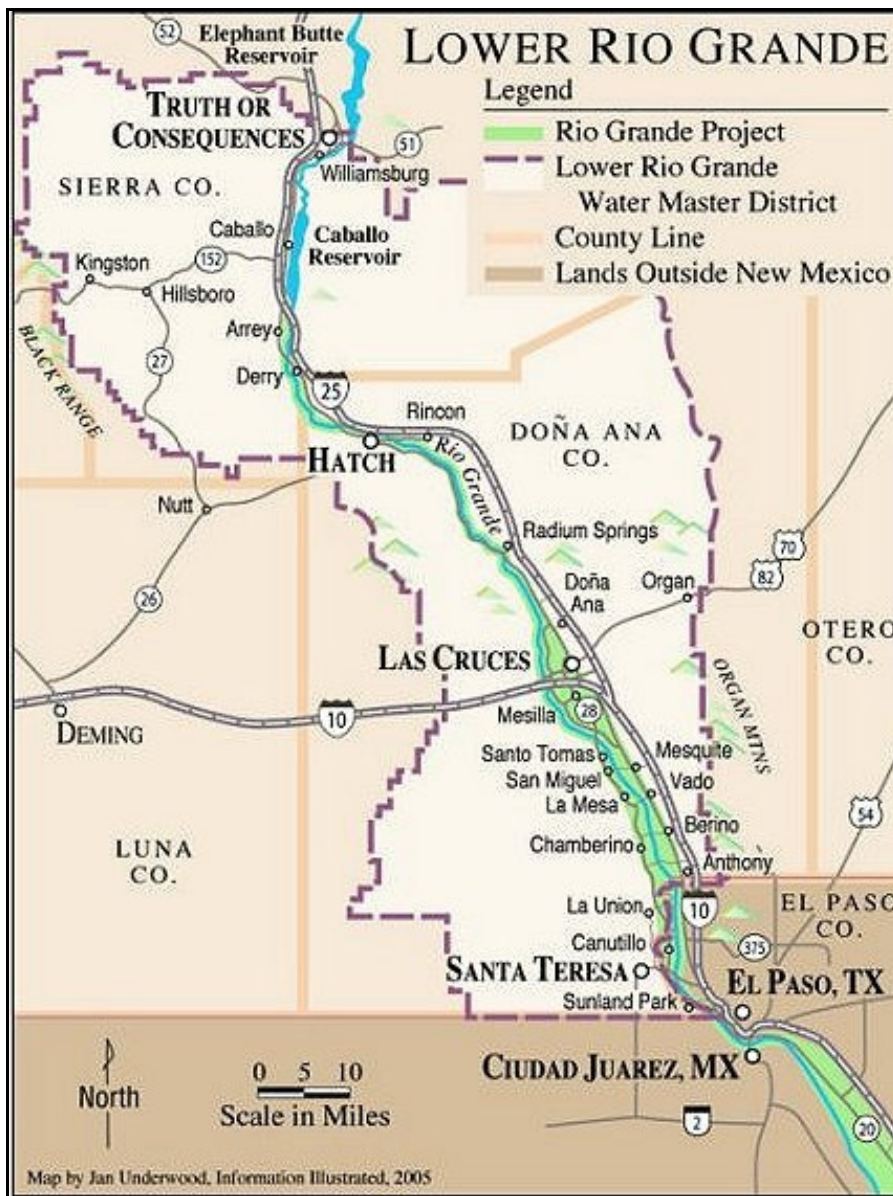 52
Elephant Butte
Reservoir
LOWER RIO GRANDE
Legend
Rio Grande Project
Lower Rio Grande
Water Master District
County Line
Lands Outside New Mexico
TRUTH OR
CONSEQUENCES
51
Williamsburg
SIERRA CO.
Caballo
Caballo
Reservoir
Kingston
152
Hillsboro
Arrey
BLACK RANGE
27
Derry
25
Rincon
DOÑA ANA
CO.
HATCH
Rio Grande
Nutt
Radium Springs
70
82
26
Doña
Ana
Organ
OTERO
CO.
LAS CRUCES
ORGAN MTNS
10
DEMING
Mesilla
28
Santo Tomas
Mesquite
San Miguel
Vado
La Mesa
54
Berino
Chamberino
LUNA
CO.
Anthony
La Union
10
EL PASO
CO.
Canutillo
375
SANTA TERESA
EL PASO, TX
Sunland Park
CIUDAD JUAREZ, MX
North
0 5 10
Scale in Miles
2
20
Map by Jan Underwood, Information Illustrated, 2005